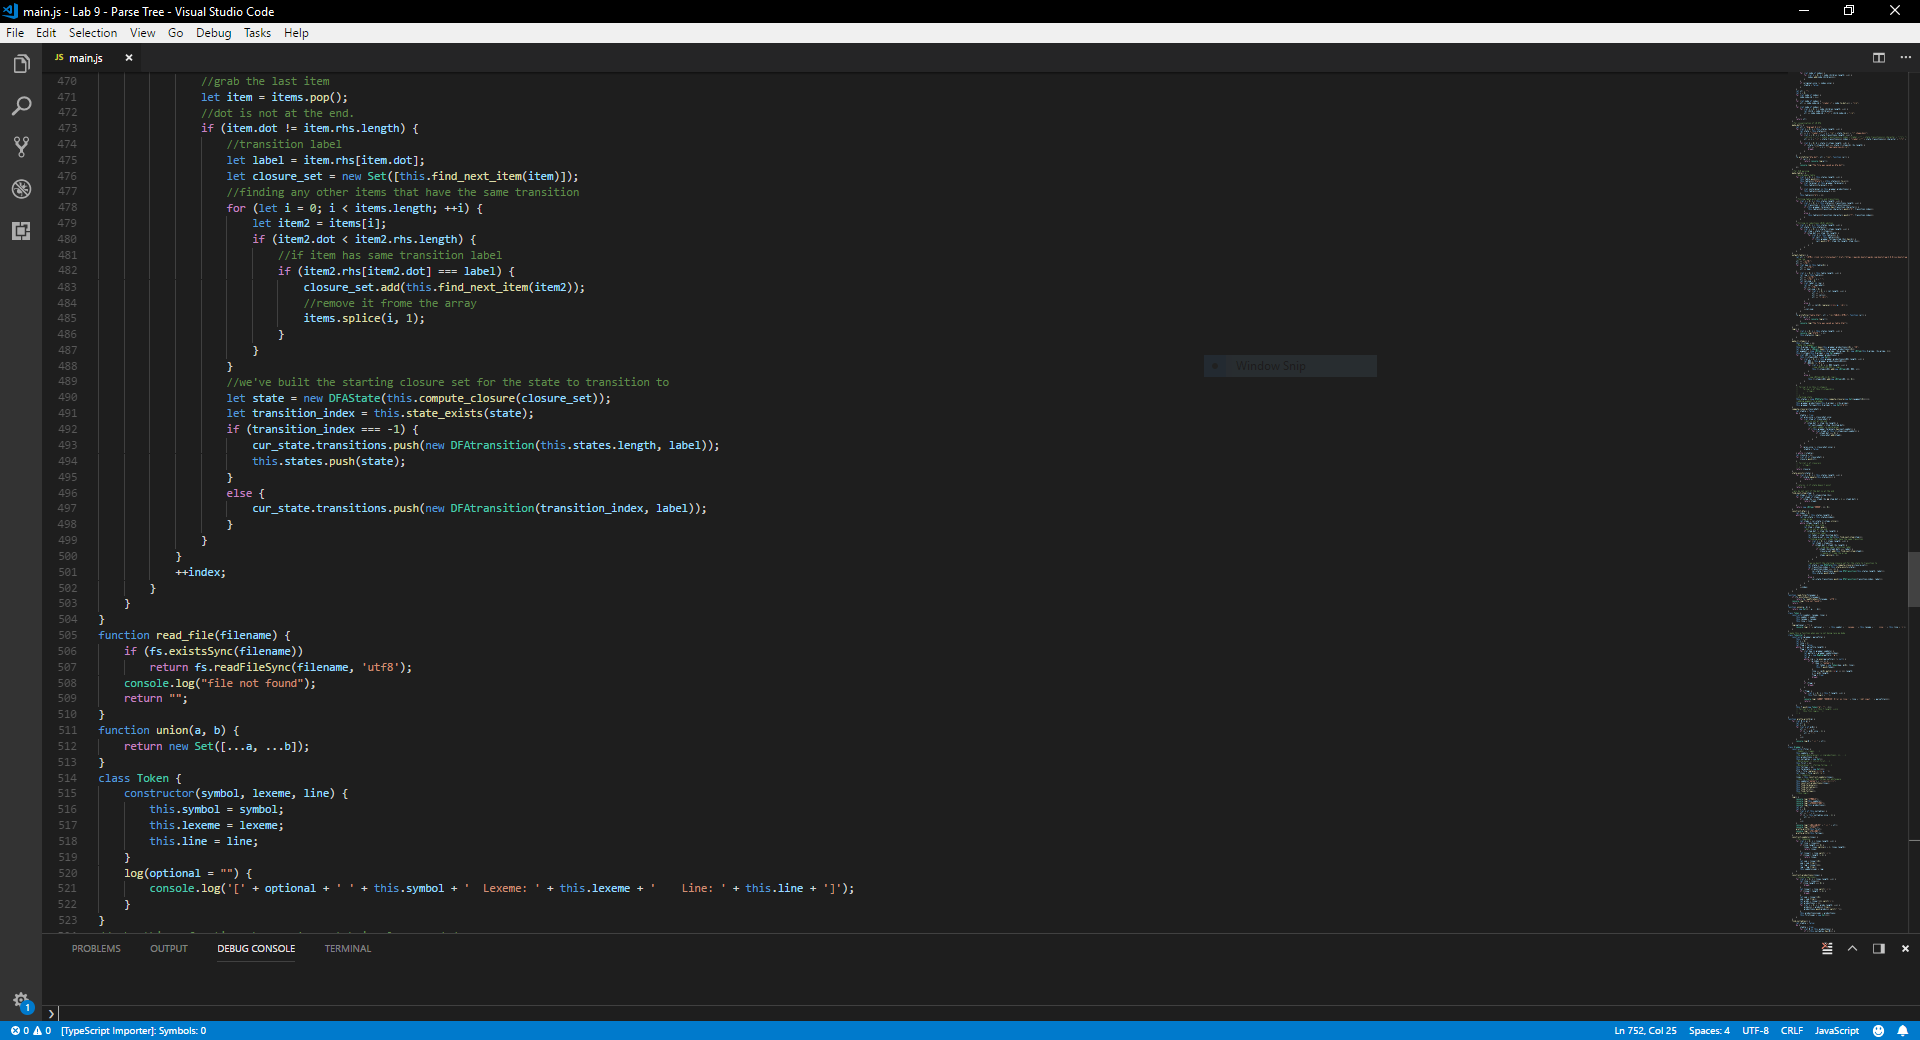 main.js - Lab 9 - Parse Tree - Visual Studio Code
File Edit Selection View Go Debug Tasks Help
JS main.js
470 //grab the last item
471 let item = items.pop();
472 //dot is not at the end.
473 if (item.dot != item.rhs.length) {
474 //transition label
475 let label = item.rhs[item.dot];
476 let closure_set = new Set([this.find_next_item(item)]);
477 //finding any other items that have the same transition
478 for (let i = 0; i < items.length; ++i) {
479 let item2 = items[i];
480 if (item2.dot < item2.rhs.length) {
481 //if item has same transition label
482 if (item2.rhs[item2.dot] === label) {
483 closure_set.add(this.find_next_item(item2));
484 //remove it frome the array
485 items.splice(i, 1);
486 }
487 }
488 }
489 //we've built the starting closure set for the state to transition to
490 let state = new DFAState(this.compute_closure(closure_set));
491 let transition_index = this.state_exists(state);
492 if (transition_index === -1) {
493 cur_state.transitions.push(new DFAtransition(this.states.length, label));
494 this.states.push(state);
495 }
496 else {
497 cur_state.transitions.push(new DFAtransition(transition_index, label));
498 }
499 }
500 }
501 ++index;
502 }
503 }
504 }
505 function read_file(filename) {
506 if (fs.existsSync(filename))
507 return fs.readFileSync(filename, 'utf8');
508 console.log("file not found");
509 return "";
510 }
511 function union(a, b) {
512 return new Set([...a, ...b]);
513 }
514 class Token {
515 constructor(symbol, lexeme, line) {
516 this.symbol = symbol;
517 this.lexeme = lexeme;
518 this.line = line;
519 }
520 log(optional = "") {
521 console.log('[' + optional + ' ' + this.symbol + '  Lexeme: ' + this.lexeme + '    Line: ' + this.line + ']');
522 }
523 }
Window Snip
PROBLEMS OUTPUT DEBUG CONSOLE TERMINAL
1
0 0 [TypeScript Importer]: Symbols: 0 Ln 752, Col 25 Spaces: 4 UTF-8 CRLF JavaScript